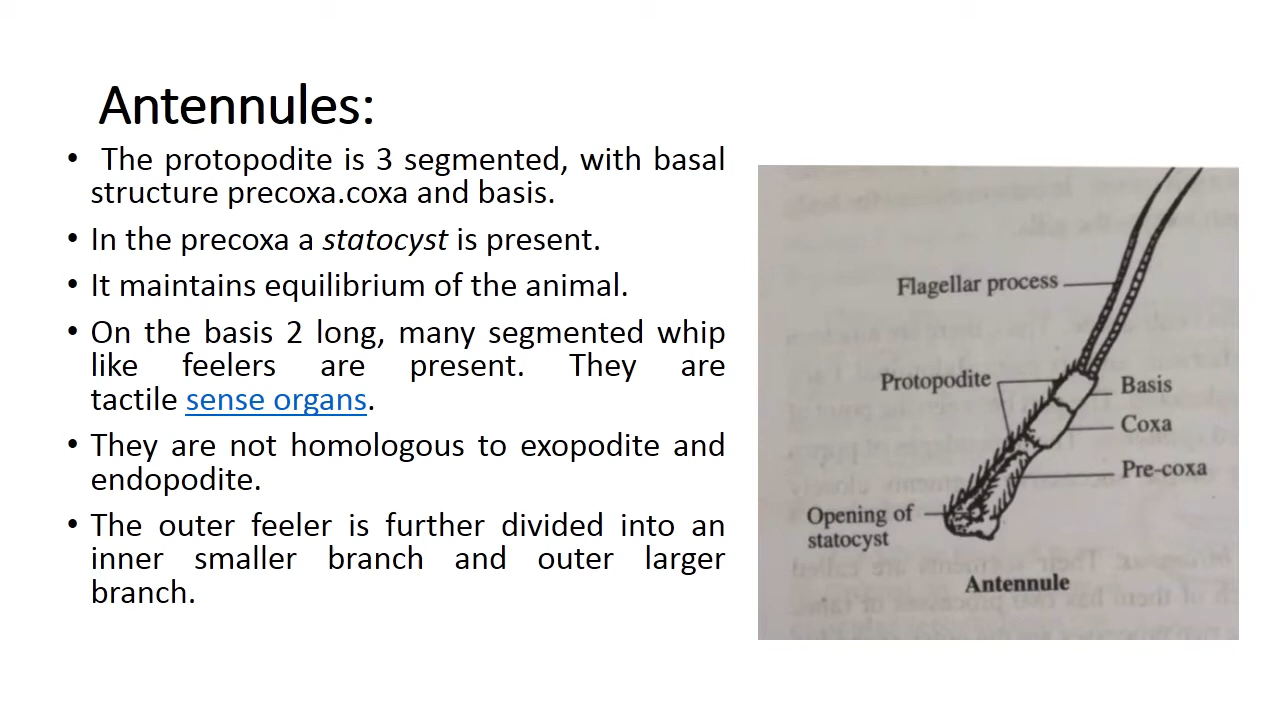 Antennules:
• The protopodite is 3 segmented, with basal
structure precoxa.coxa and basis.
• In the precoxa a statocyst is present.
• It maintains equilibrium of the animal.
• On the basis 2 long, many segmented whip
like feelers are present. They are
tactile sense organs.
• They are not homologous to exopodite and
endopodite.
• The outer feeler is further divided into an
inner smaller branch and outer larger
branch.
Flagellar process
Protopodite
Basis
Coxa
Pre-coxa
Opening of
statocyst
Antennule